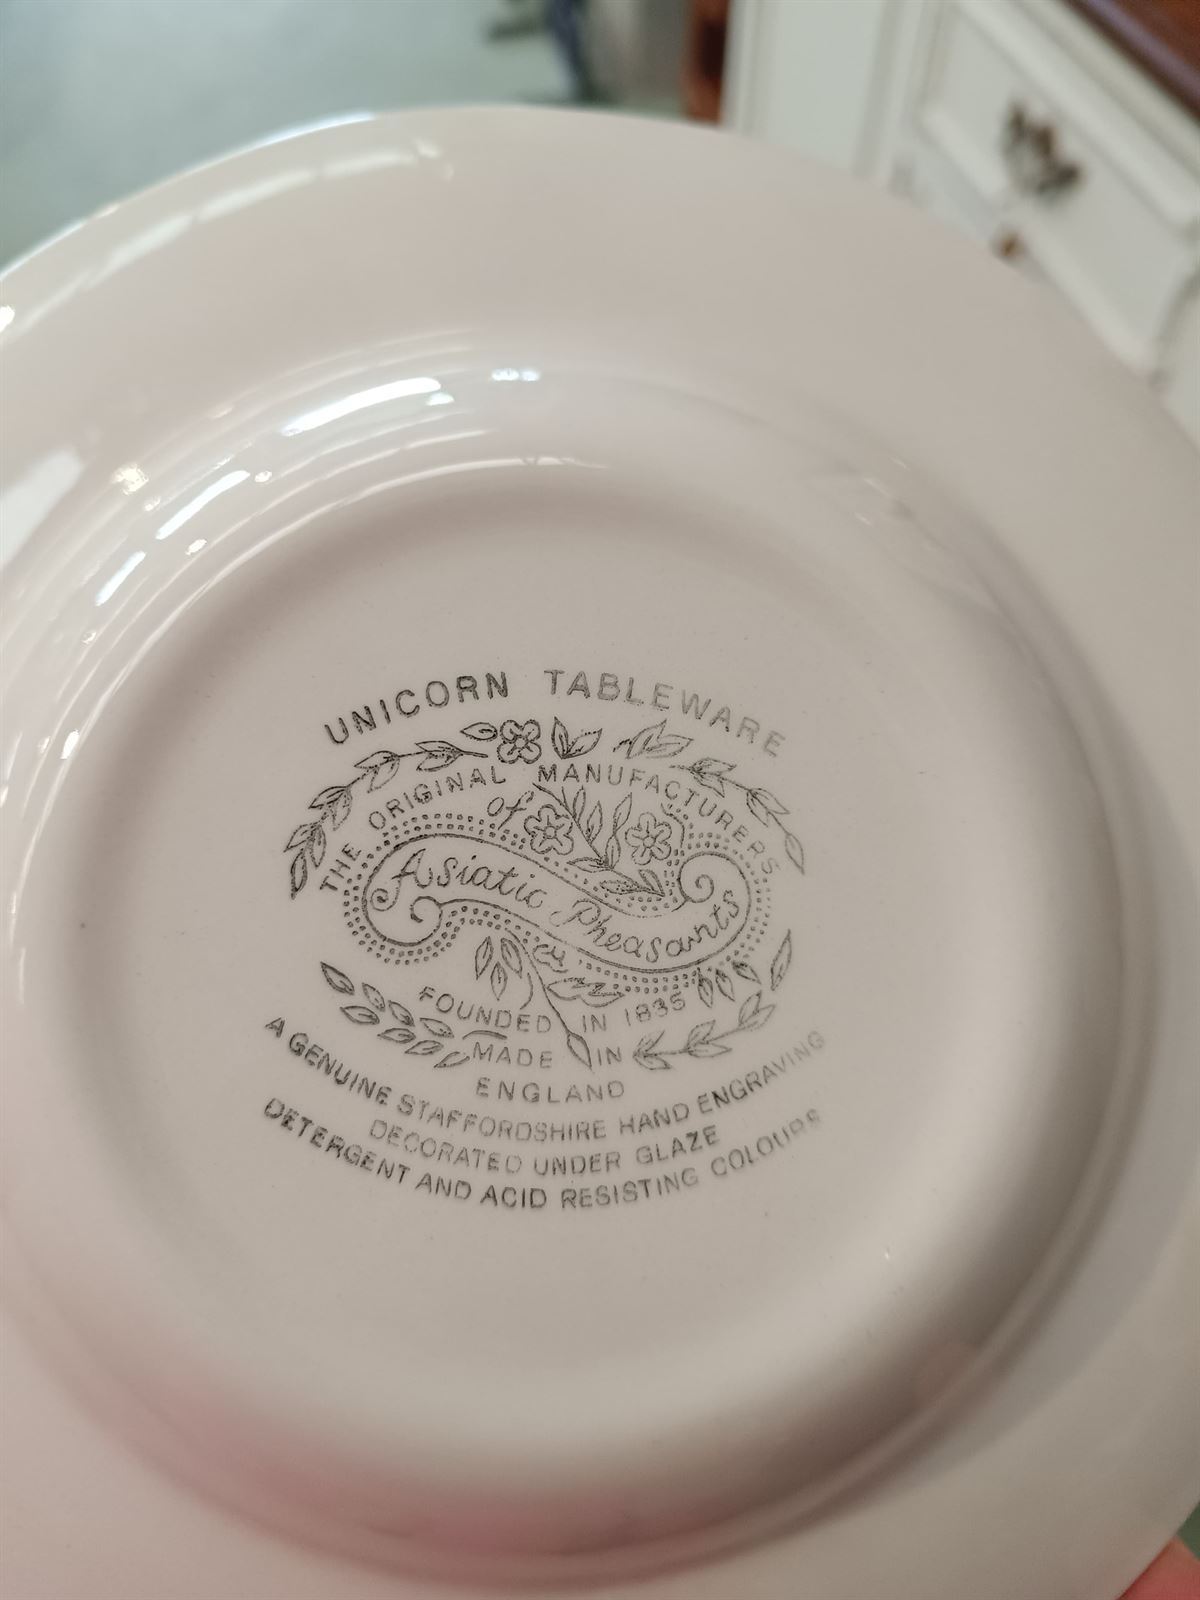 UNICORN TABLEWARE
THE ORIGINAL MANUFACTURERS
of
Asiatic Pheasants
FOUNDED IN 1835
MADE IN
ENGLAND
A GENUINE STAFFORDSHIRE HAND ENGRAVING
DECORATED UNDER GLAZE
DETERGENT AND ACID RESISTING COLOURS